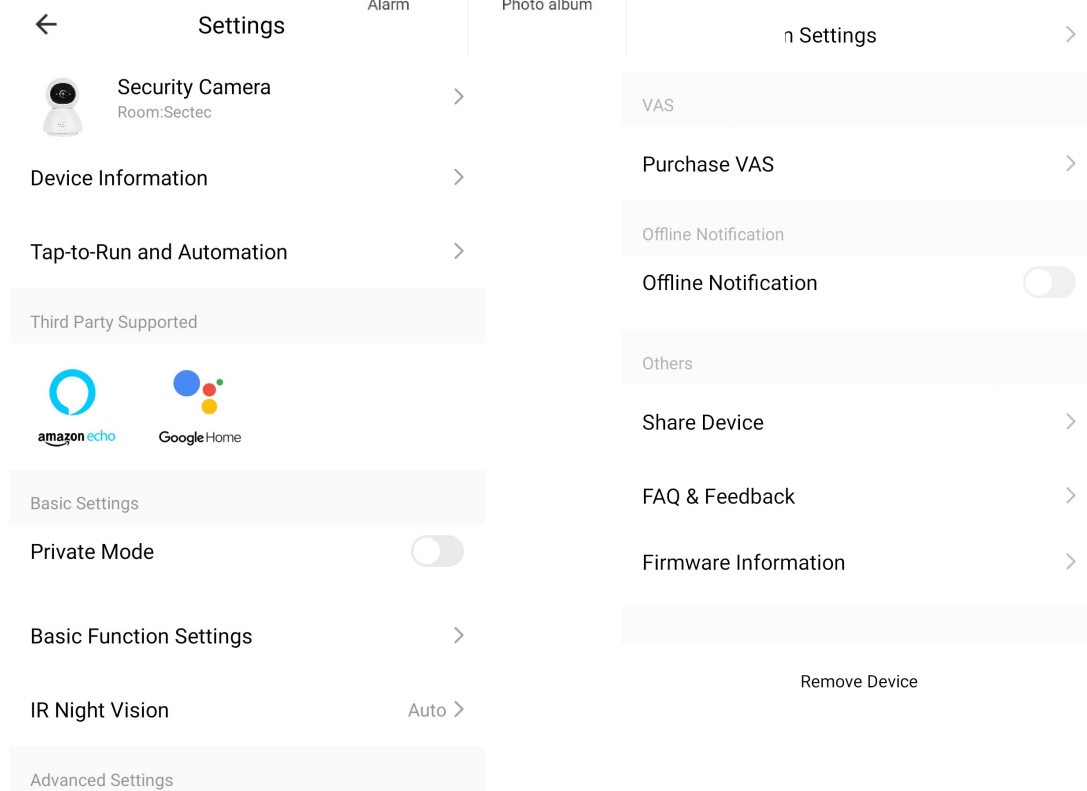 Alarm
Photo album
Settings
Security Camera
Room:Sectec
Device Information
Tap-to-Run and Automation
Third Party Supported
amazon echo
Google Home
Basic Settings
Private Mode
Basic Function Settings
IR Night Vision
Auto
Advanced Settings
n Settings
VAS
Purchase VAS
Offline Notification
Offline Notification
Others
Share Device
FAQ & Feedback
Firmware Information
Remove Device